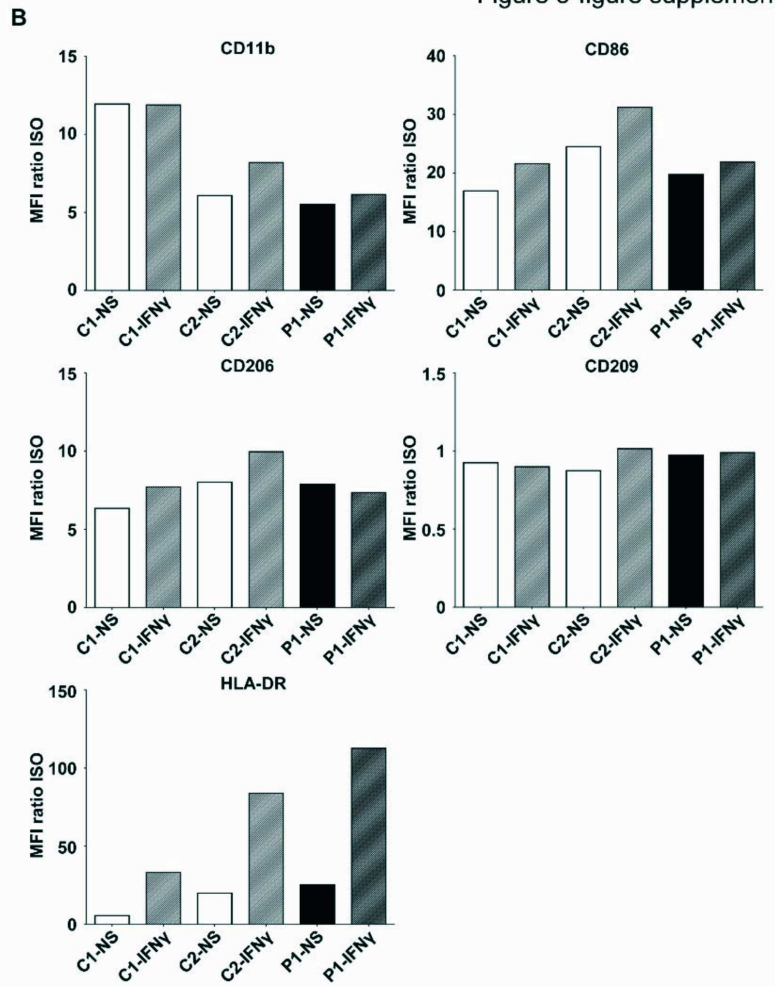 Figure 3-figure supplemen
B
CD11b
15
10
5
0
MFI ratio ISO
C1-NS
C1-IFNγ
C2-NS
C2-IFNγ
P1-NS
P1-IFNγ
CD86
40
30
20
10
0
MFI ratio ISO
C1-NS
C1-IFNγ
C2-NS
C2-IFNγ
P1-NS
P1-IFNγ
CD206
15
10
5
0
MFI ratio ISO
C1-NS
C1-IFNγ
C2-NS
C2-IFNγ
P1-NS
P1-IFNγ
CD209
1.5
1
0.5
0
MFI ratio ISO
C1-NS
C1-IFNγ
C2-NS
C2-IFNγ
P1-NS
P1-IFNγ
HLA-DR
150
100
50
0
MFI ratio ISO
C1-NS
C1-IFNγ
C2-NS
C2-IFNγ
P1-NS
P1-IFNγ